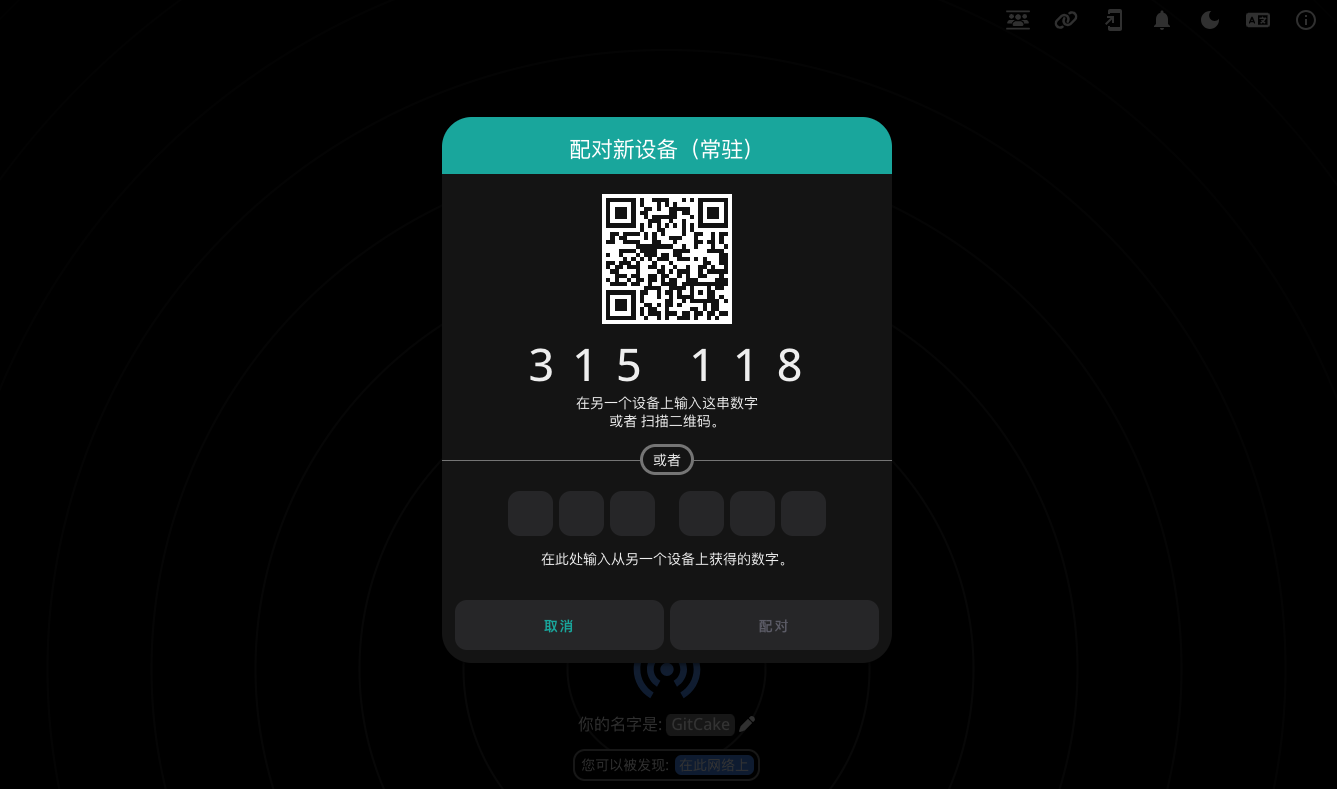 配对新设备（常驻）
315 118
在另一个设备上输入这串数字
或者 扫描二维码。
或者
在此处输入从另一个设备上获得的数字。
取消 配对
你的名字是: GitCake
您可以被发现: 在此网络上